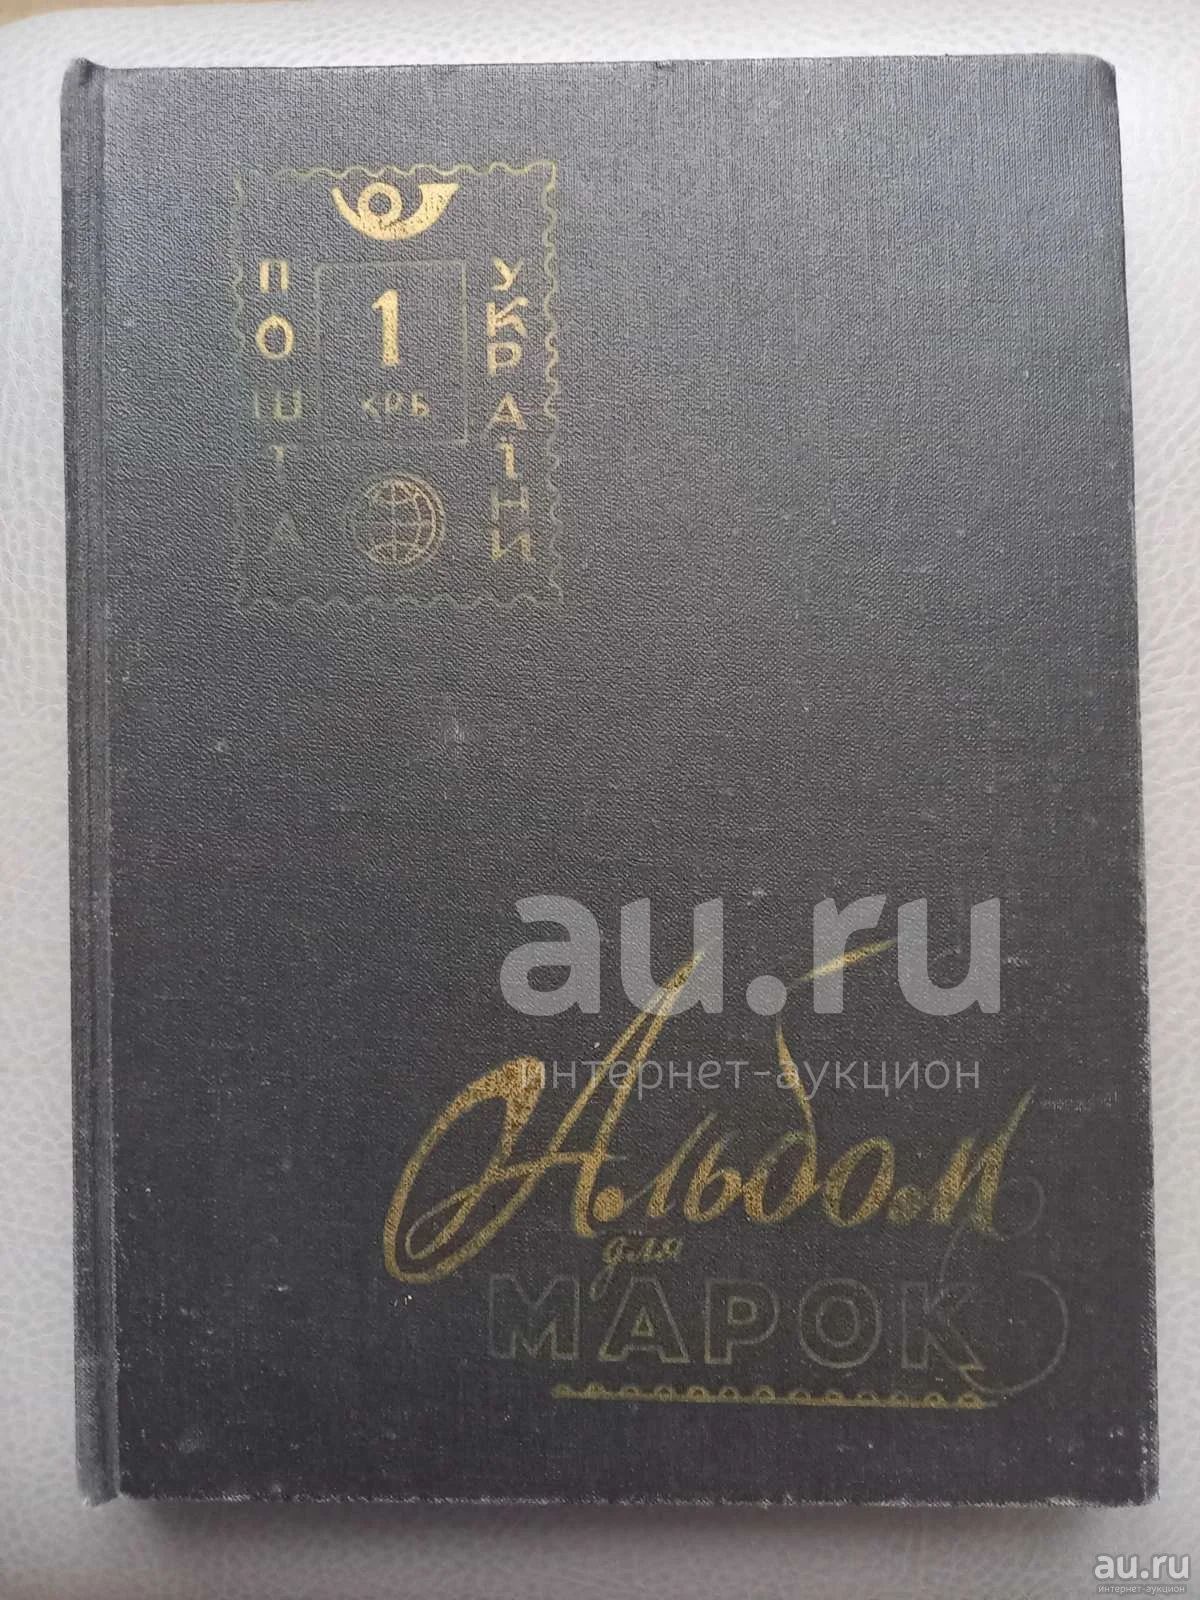 ПОШТА
1
КРБ
УКРАЇНИ
au.ru
интернет-аукцион
Альбом
для
МАРОК
au.ru
интернет-аукцион